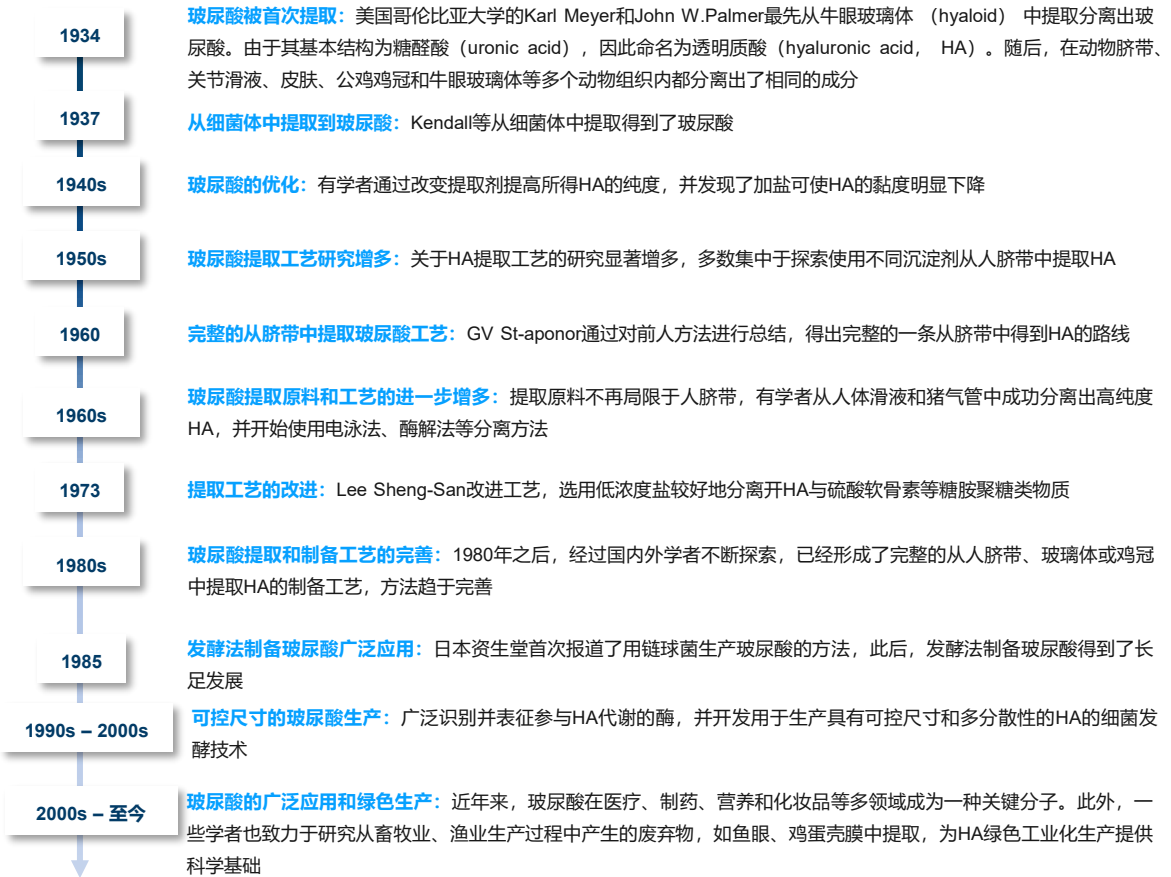 1934
玻尿酸被首次提取：美国哥伦比亚大学的Karl Meyer和John W.Palmer最先从牛眼玻璃体 （hyaloid） 中提取分离出玻
尿酸。由于其基本结构为糖醛酸（uronic acid），因此命名为透明质酸（hyaluronic acid， HA）。随后，在动物脐带、
关节滑液、皮肤、公鸡鸡冠和牛眼玻璃体等多个动物组织内都分离出了相同的成分
1937
从细菌体中提取到玻尿酸：Kendall等从细菌体中提取得到了玻尿酸
1940s
玻尿酸的优化：有学者通过改变提取剂提高所得HA的纯度，并发现了加盐可使HA的黏度明显下降
1950s
玻尿酸提取工艺研究增多：关于HA提取工艺的研究显著增多，多数集中于探索使用不同沉淀剂从人脐带中提取HA
1960
完整的从脐带中提取玻尿酸工艺：GV St-aponor通过对前人方法进行总结，得出完整的一条从脐带中得到HA的路线
1960s
玻尿酸提取原料和工艺的进一步增多：提取原料不再局限于人脐带，有学者从人体滑液和猪气管中成功分离出高纯度
HA，并开始使用电泳法、酶解法等分离方法
1973
提取工艺的改进：Lee Sheng-San改进工艺，选用低浓度盐较好地分离开HA与硫酸软骨素等糖胺聚糖类物质
1980s
玻尿酸提取和制备工艺的完善：1980年之后，经过国内外学者不断探索，已经形成了完整的从人脐带、玻璃体或鸡冠
中提取HA的制备工艺，方法趋于完善
1985
发酵法制备玻尿酸广泛应用：日本资生堂首次报道了用链球菌生产玻尿酸的方法，此后，发酵法制备玻尿酸得到了长
足发展
1990s – 2000s
可控尺寸的玻尿酸生产：广泛识别并表征参与HA代谢的酶，并开发用于生产具有可控尺寸和多分散性的HA的细菌发
酵技术
2000s – 至今
玻尿酸的广泛应用和绿色生产：近年来，玻尿酸在医疗、制药、营养和化妆品等多领域成为一种关键分子。此外，一
些学者也致力于研究从畜牧业、渔业生产过程中产生的废弃物，如鱼眼、鸡蛋壳膜中提取，为HA绿色工业化生产提供
科学基础